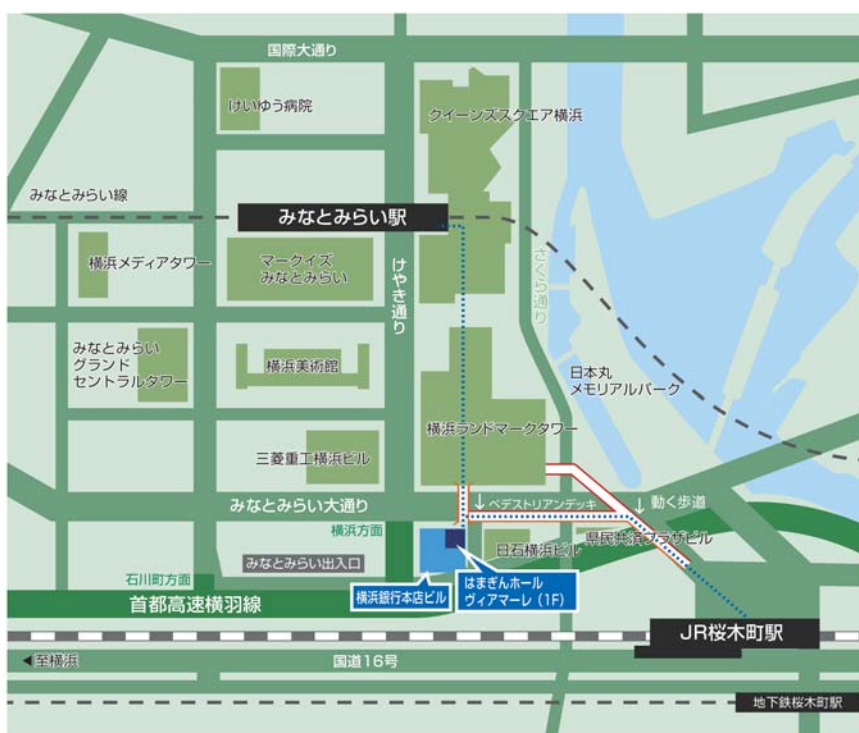 国際大通り
けいゆう病院
クイーンズスクエア横浜
みなとみらい線
みなとみらい駅
横浜メディアタワー
マークイズ
みなとみらい
けやき通り
さくら通り
みなとみらい
グランド
セントラルタワー
横浜美術館
日本丸
メモリアルパーク
横浜ランドマークタワー
三菱重工横浜ビル
みなとみらい大通り
↓ペデストリアンデッキ
↓動く歩道
横浜方面
日石横浜ビル
県民共済プラザビル
みなとみらい出入口
石川町方面
横浜銀行本店ビル
はまぎんホール
ヴィアマーレ（1F）
首都高速横羽線
JR桜木町駅
◀至横浜
国道16号
地下鉄桜木町駅